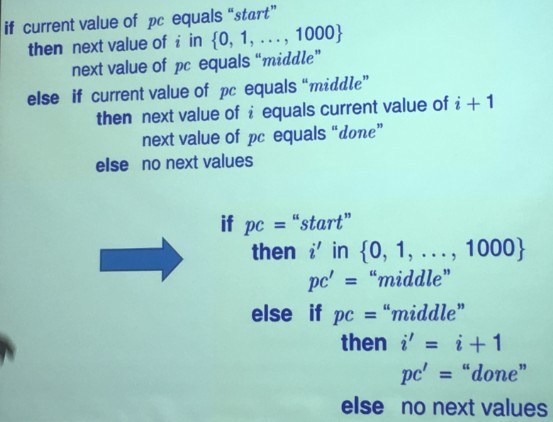 if current value of pc equals “start”
then next value of i in {0, 1, ..., 1000}
next value of pc equals “middle”
else if current value of pc equals “middle”
then next value of i equals current value of i + 1
next value of pc equals “done”
else no next values
if pc = “start”
then i′ in {0, 1, ..., 1000}
pc′ = “middle”
else if pc = “middle”
then i′ = i + 1
pc′ = “done”
else no next values